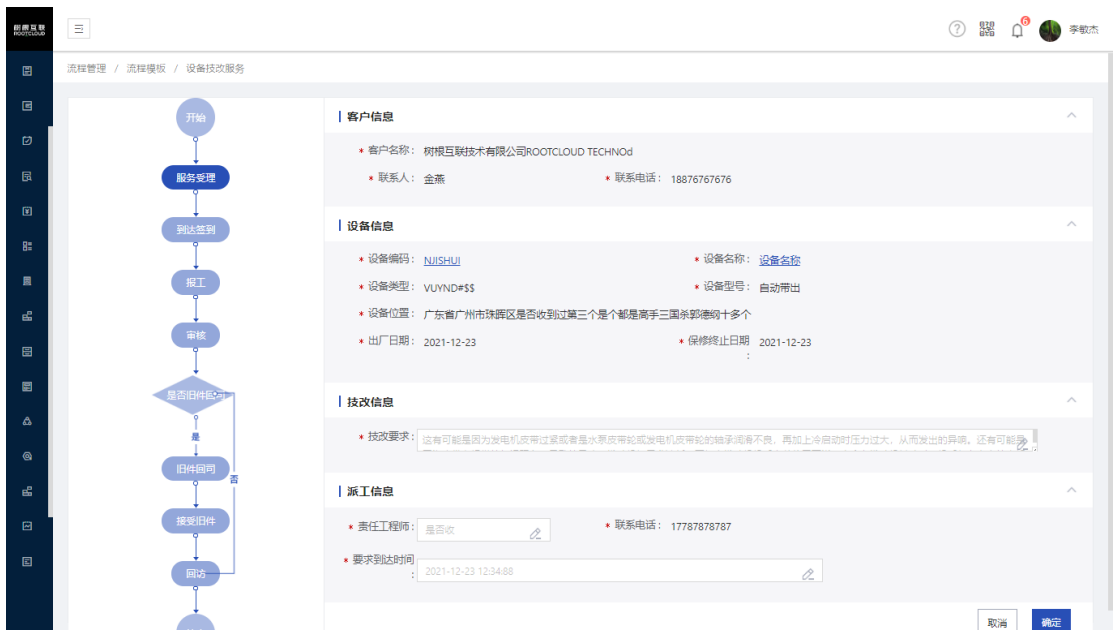 树根互联
ROOTCLOUD
6
李敏杰
流程管理 / 流程模板 / 设备技改服务
开始
服务受理
到达签到
报工
审核
是否旧件回司
是
否
旧件回司
接受旧件
回访
客户信息
* 客户名称： 树根互联技术有限公司ROOTCLOUD TECHNOd
* 联系人： 金燕 * 联系电话： 18876767676
设备信息
* 设备编码： NJISHUI * 设备名称： 设备名称
* 设备类型： VUYND#$$ * 设备型号： 自动带出
* 设备位置： 广东省广州市珠晖区是否收到过第三个是个都是高手三国杀郭德纲十多个
* 出厂日期： 2021-12-23 * 保修终止日期： 2021-12-23
技改信息
* 技改要求： 这有可能是因为发电机皮带过紧或者是水泵皮带轮或发电机皮带轮的轴承润滑不良，再加上冷启动时压力过大，从而发出的异响。还有可能是
派工信息
* 责任工程师： 是否收 * 联系电话： 17787878787
* 要求到达时间： 2021-12-23 12:34:88
取消 确定